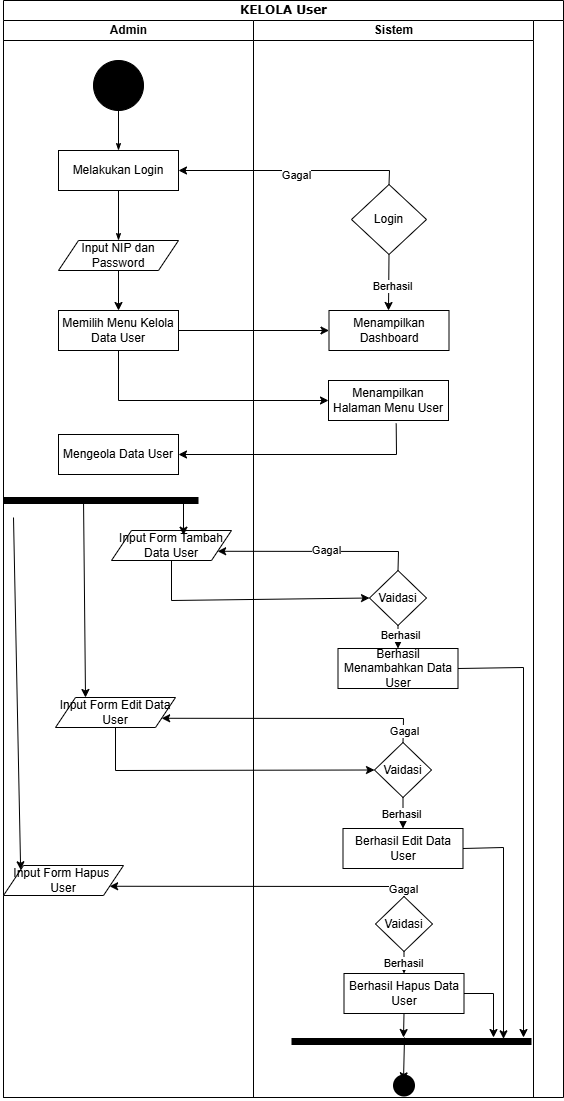 KELOLA User
Admin
Sistem
Melakukan Login
Gagal
Login
Input NIP dan
Password
Berhasil
Memilih Menu Kelola
Data User
Menampilkan
Dashboard
Menampilkan
Halaman Menu User
Mengeola Data User
Input Form Tambah
Data User
Gagal
Vaidasi
Berhasil
Berhasil
Menambahkan Data
User
Input Form Edit Data
User
Gagal
Vaidasi
Berhasil
Berhasil Edit Data
User
Input Form Hapus
User
Gagal
Vaidasi
Berhasil
Berhasil Hapus Data
User